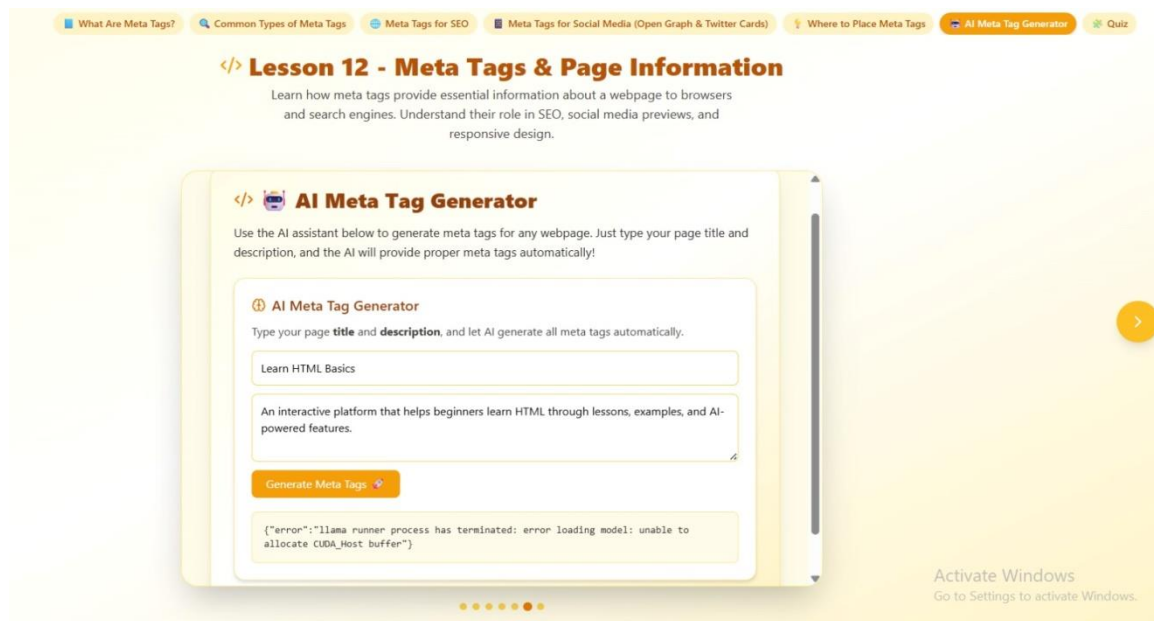 What Are Meta Tags?
Common Types of Meta Tags
Meta Tags for SEO
Meta Tags for Social Media (Open Graph & Twitter Cards)
Where to Place Meta Tags
AI Meta Tag Generator
Quiz
</> Lesson 12 - Meta Tags & Page Information
Learn how meta tags provide essential information about a webpage to browsers
and search engines. Understand their role in SEO, social media previews, and
responsive design.
</> AI Meta Tag Generator
Use the AI assistant below to generate meta tags for any webpage. Just type your page title and
description, and the AI will provide proper meta tags automatically!
AI Meta Tag Generator
Type your page title and description, and let AI generate all meta tags automatically.
Learn HTML Basics
An interactive platform that helps beginners learn HTML through lessons, examples, and AI-
powered features.
Generate Meta Tags
{"error":"llama runner process has terminated: error loading model: unable to
allocate CUDA_Host buffer"}
Activate Windows
Go to Settings to activate Windows.